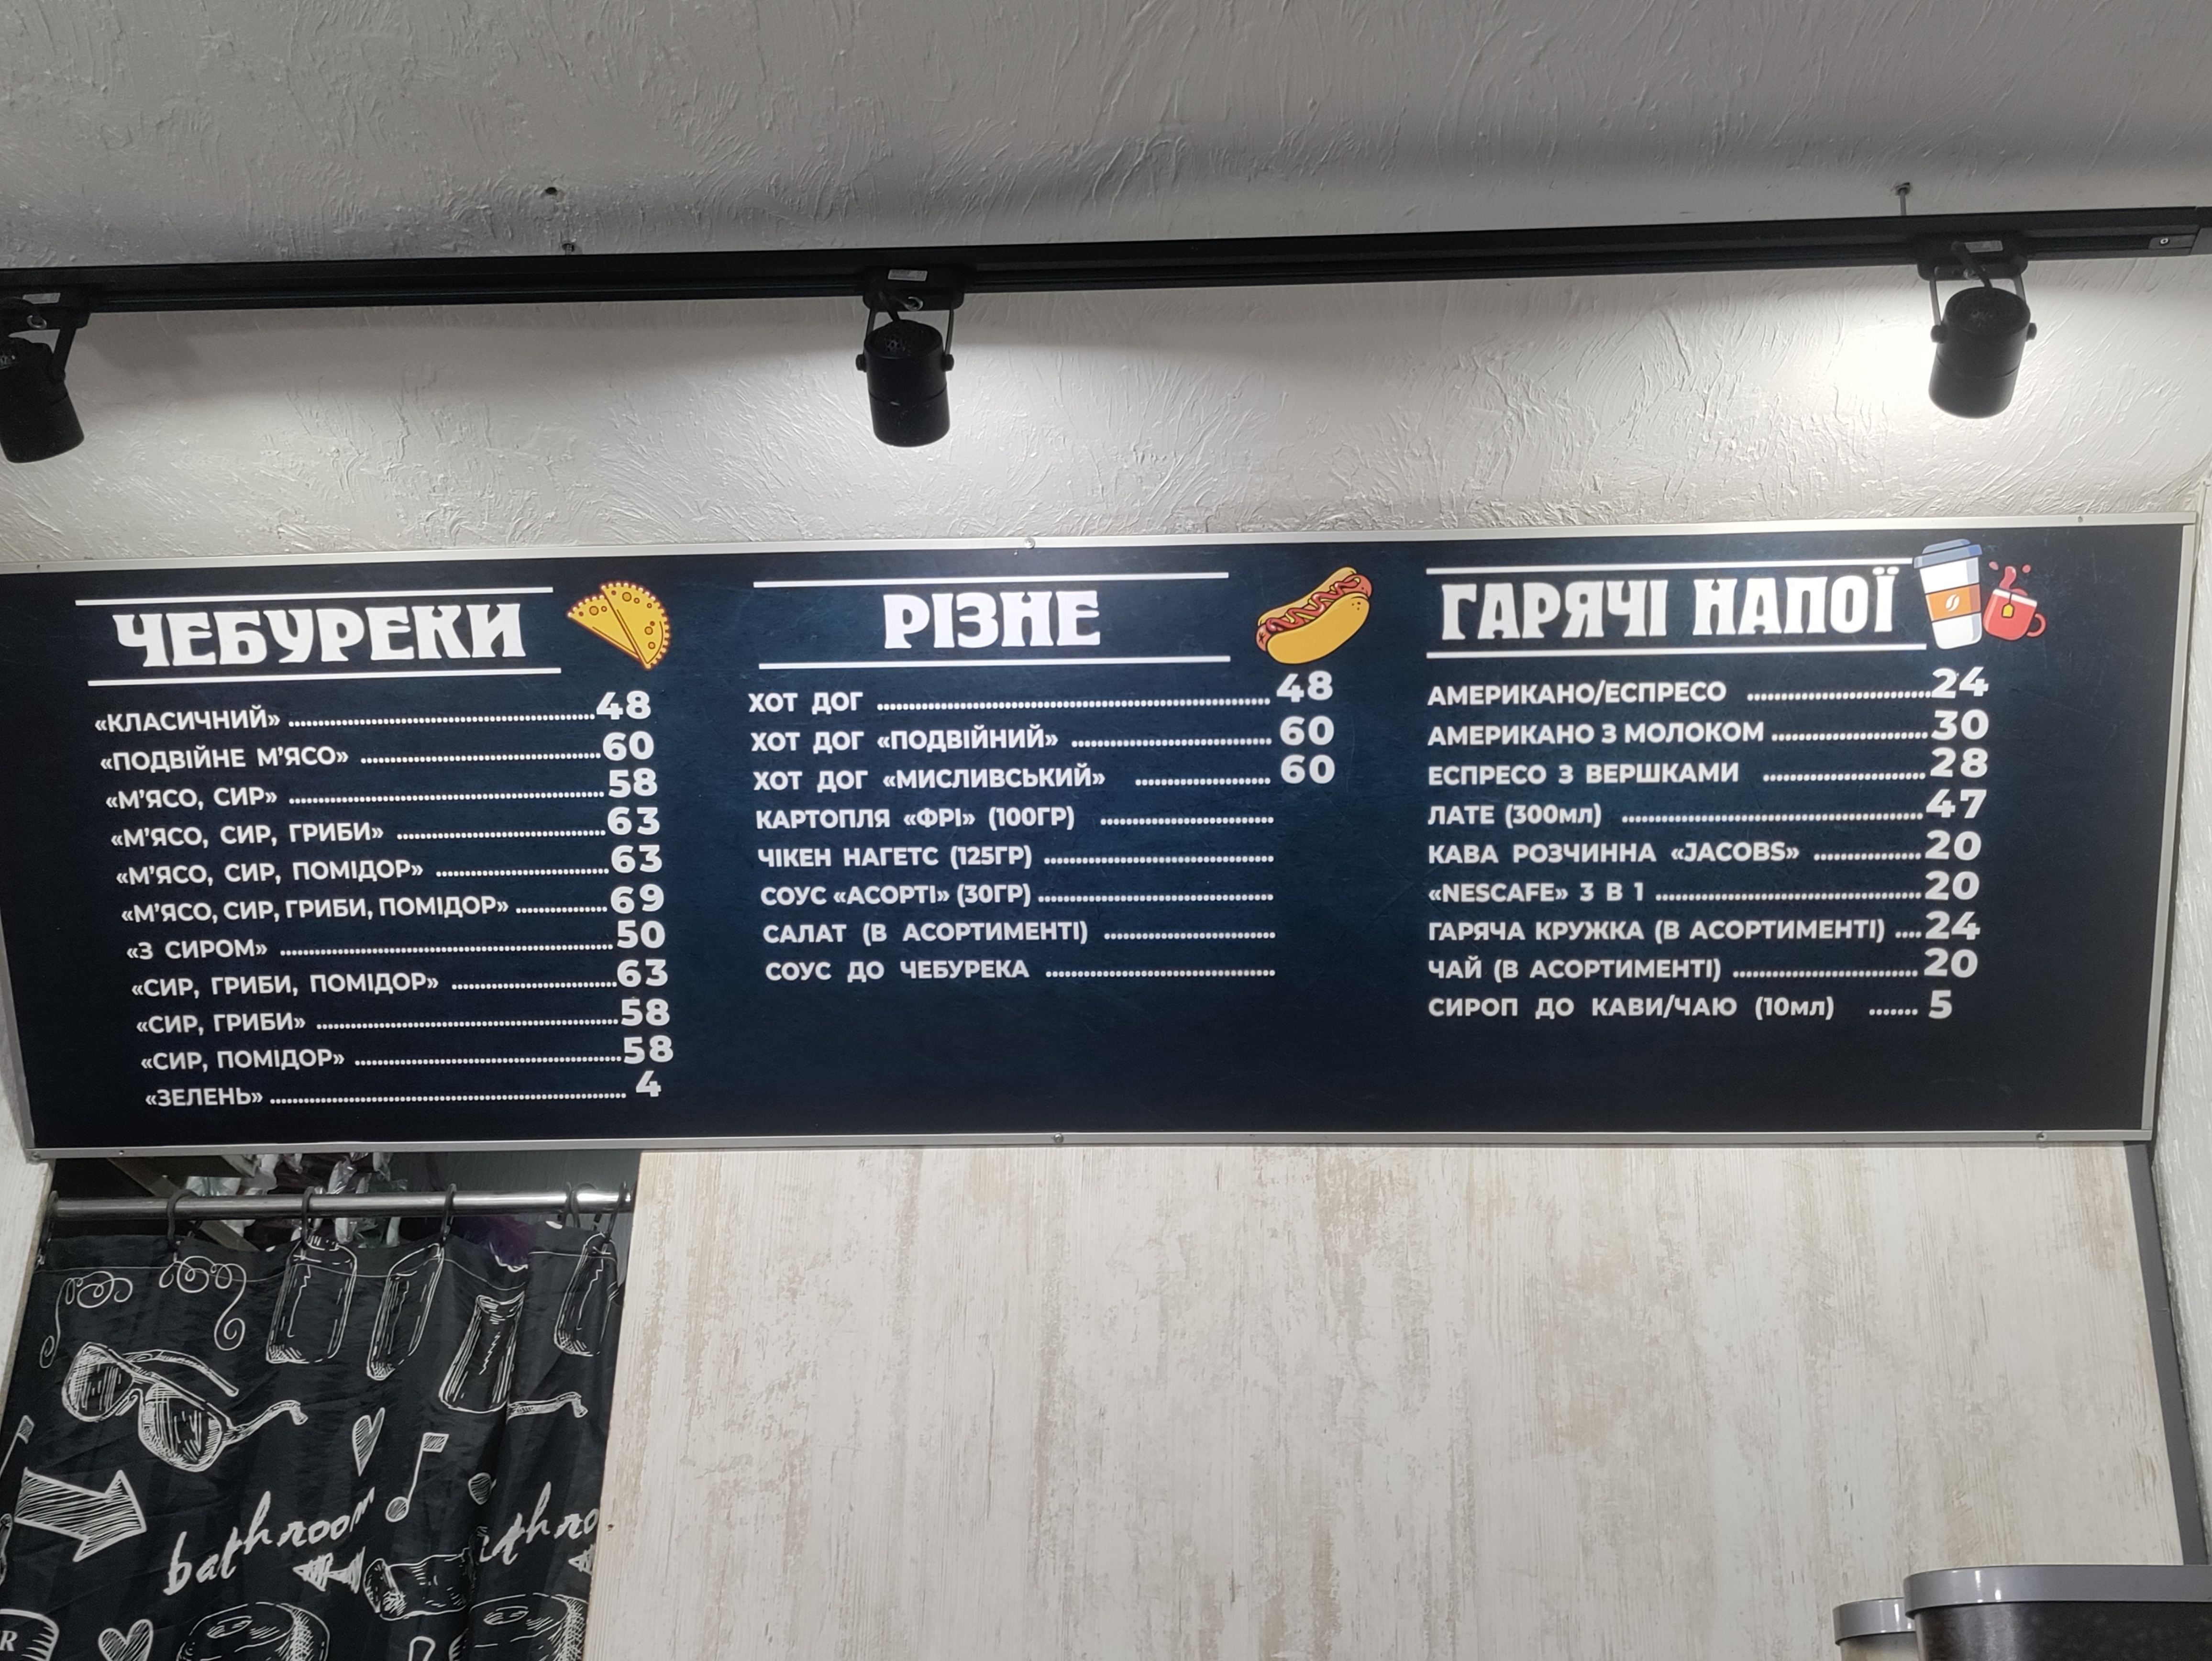 ЧЕБУРЕКИ
«КЛАСИЧНИЙ» 48
«ПОДВІЙНЕ М'ЯСО» 60
«М'ЯСО, СИР» 58
«М'ЯСО, СИР, ГРИБИ» 63
«М'ЯСО, СИР, ПОМІДОР» 63
«М'ЯСО, СИР, ГРИБИ, ПОМІДОР» 69
«З СИРОМ» 50
«СИР, ГРИБИ, ПОМІДОР» 63
«СИР, ГРИБИ» 58
«СИР, ПОМІДОР» 58
«ЗЕЛЕНЬ» 4
РІЗНЕ
ХОТ ДОГ 48
ХОТ ДОГ «ПОДВІЙНИЙ» 60
ХОТ ДОГ «МИСЛИВСЬКИЙ» 60
КАРТОПЛЯ «ФРІ» (100ГР)
ЧІКЕН НАГЕТС (125ГР)
СОУС «АСОРТІ» (30ГР)
САЛАТ (В АСОРТИМЕНТІ)
СОУС ДО ЧЕБУРЕКА
ГАРЯЧІ НАПОЇ
АМЕРИКАНО/ЕСПРЕСО 24
АМЕРИКАНО З МОЛОКОМ 30
ЕСПРЕСО З ВЕРШКАМИ 28
ЛАТЕ (300мл) 47
КАВА РОЗЧИННА «JACOBS» 20
«NESCAFE» 3 В 1 20
ГАРЯЧА КРУЖКА (В АСОРТИМЕНТІ) 24
ЧАЙ (В АСОРТИМЕНТІ) 20
СИРОП ДО КАВИ/ЧАЮ (10мл) 5
bathroom